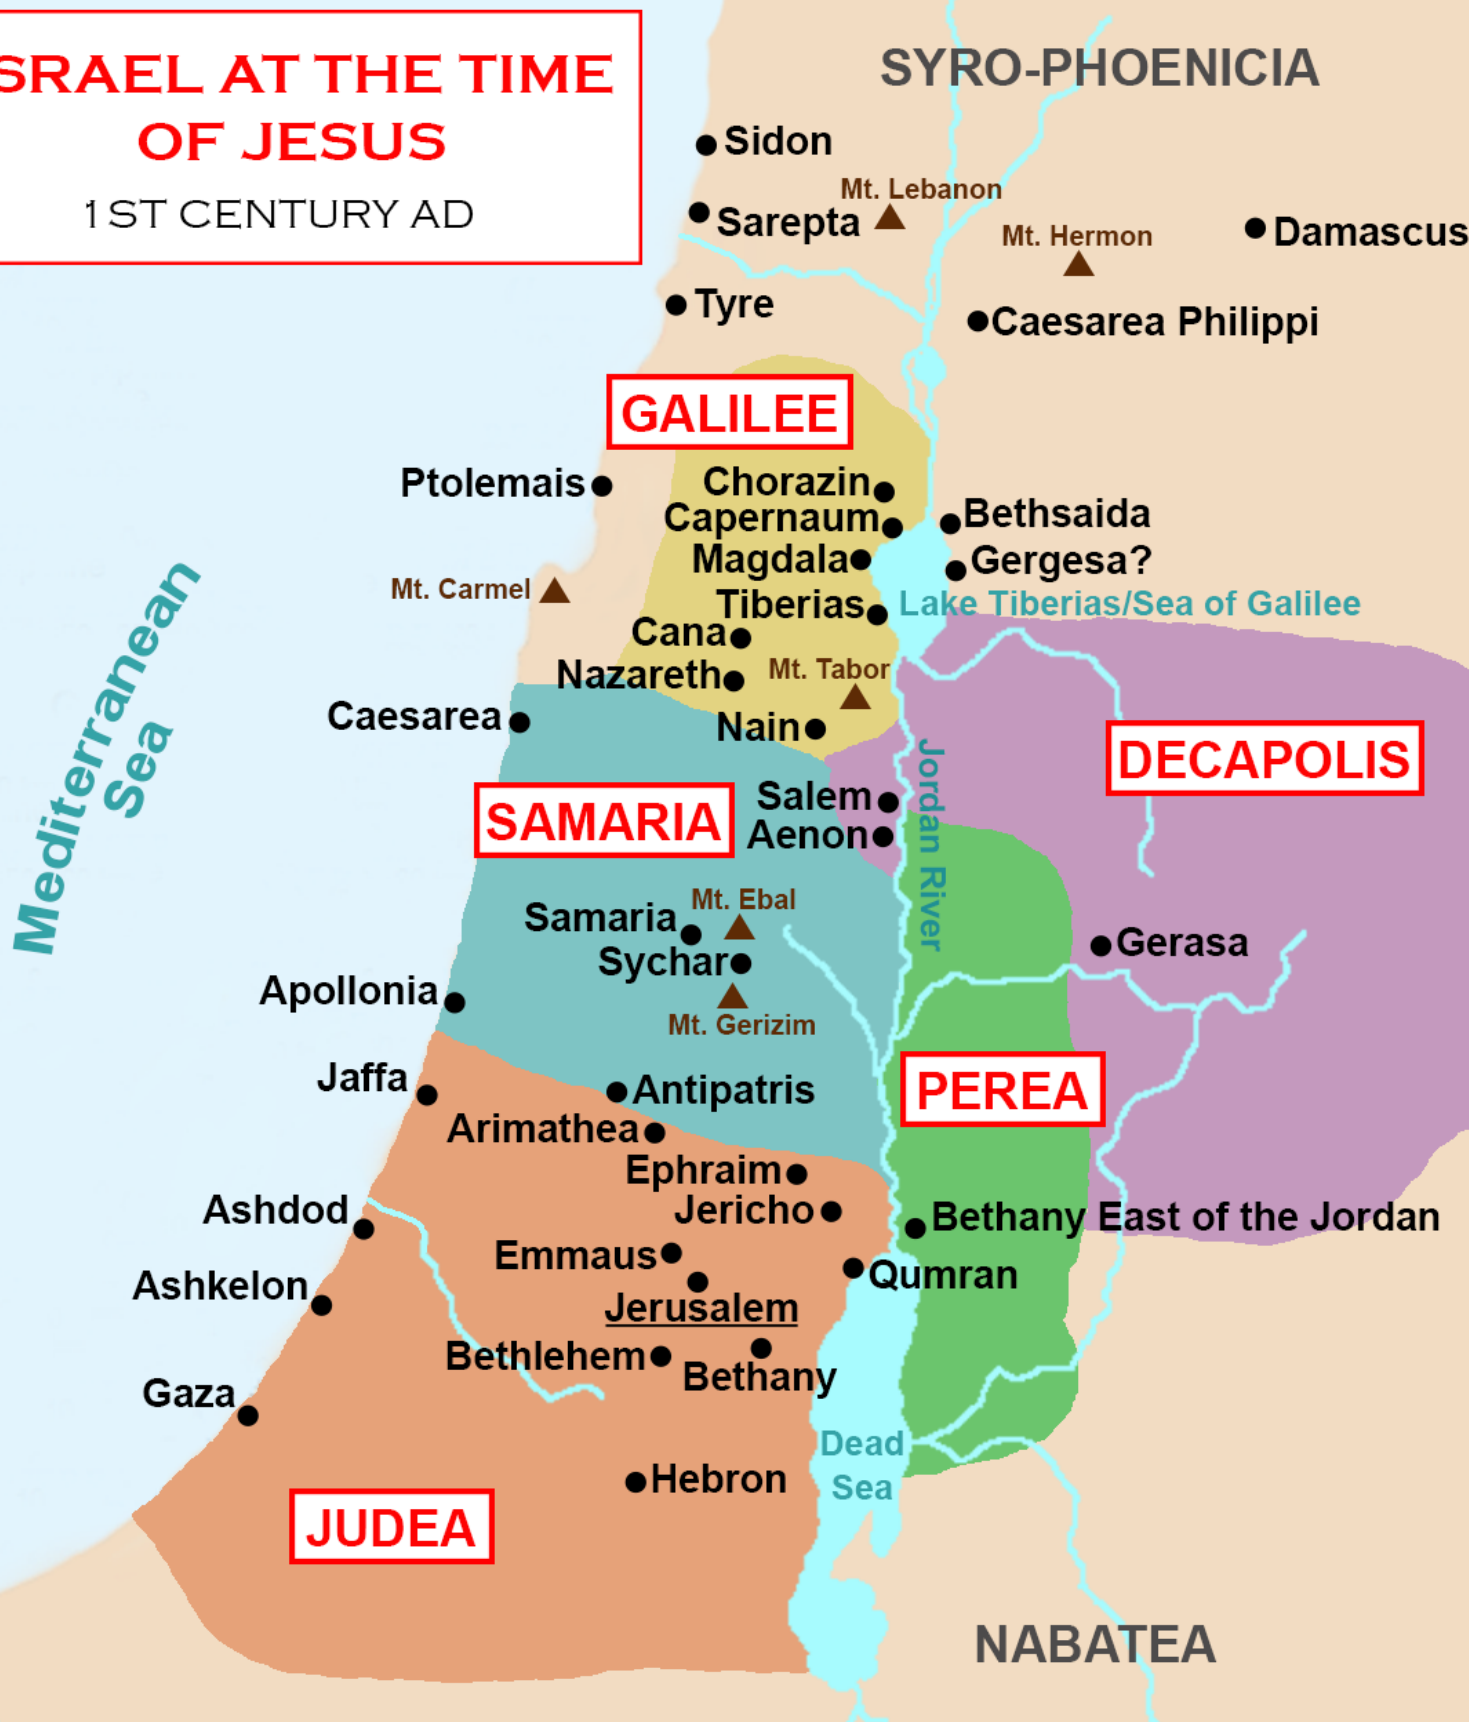 SRAEL AT THE TIME
OF JESUS
1ST CENTURY AD
SYRO-PHOENICIA
Sidon
Mt. Lebanon
Sarepta
Mt. Hermon
Damascus
Tyre
Caesarea Philippi
GALILEE
Ptolemais
Chorazin
Capernaum
Bethsaida
Magdala
Gergesa?
Mt. Carmel
Tiberias
Lake Tiberias/Sea of Galilee
Cana
Nazareth
Mt. Tabor
Mediterranean
Sea
Caesarea
Nain
Jordan River
DECAPOLIS
Salem
SAMARIA
Aenon
Mt. Ebal
Samaria
Gerasa
Sychar
Apollonia
Mt. Gerizim
Jaffa
Antipatris
PEREA
Arimathea
Ephraim
Jericho
Ashdod
Bethany East of the Jordan
Emmaus
Qumran
Ashkelon
Jerusalem
Bethlehem
Bethany
Gaza
Dead
Sea
Hebron
JUDEA
NABATEA